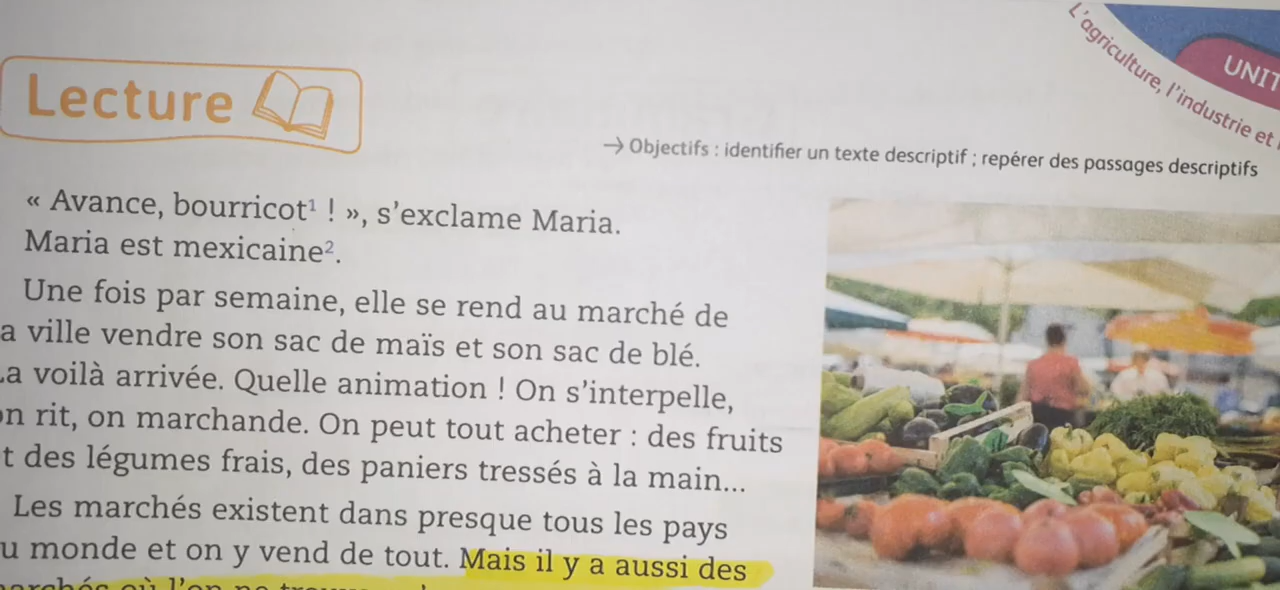 L'agriculture, l'industrie et
Lecture
→ Objectifs : identifier un texte descriptif ; repérer des passages descriptifs
« Avance, bourricot¹ ! », s'exclame Maria.
Maria est mexicaine².
Une fois par semaine, elle se rend au marché de
a ville vendre son sac de maïs et son sac de blé.
La voilà arrivée. Quelle animation ! On s'interpelle,
on rit, on marchande. On peut tout acheter : des fruits
t des légumes frais, des paniers tressés à la main...
Les marchés existent dans presque tous les pays
u monde et on y vend de tout. Mais il y a aussi des
où l'on ne